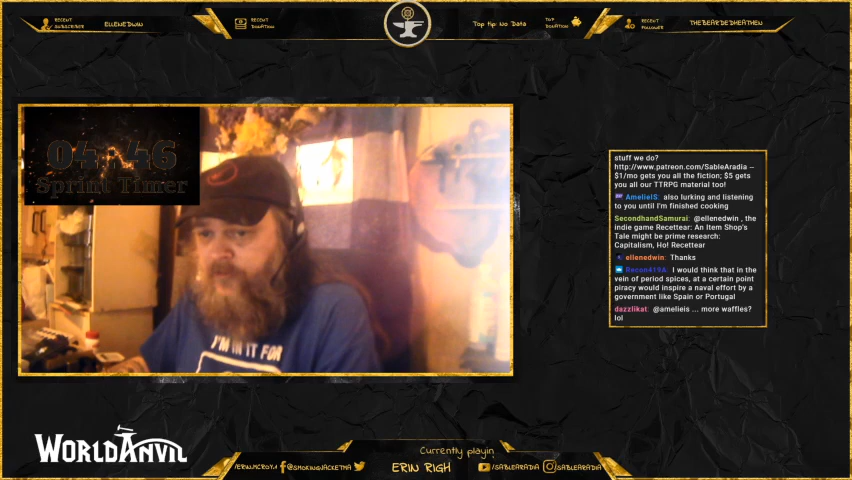 RECENT
SUBSCRIBER
ELLENEDWIN
RECENT
DONATION
Top tip: No Data
TOP
DONATION
RECENT
FOLLOWER
THEBEARDEDHEATHEN
04:46
Sprint Timer
I'M IN IT FOR
stuff we do?
http://www.patreon.com/SableAradia –
$1/mo gets you all the fiction; $5 gets
you all our TTRPG material too!
AmelieIS: also lurking and listening
to you until I'm finished cooking
SecondhandSamurai: @ellenedwin , the
indie game Recettear: An Item Shop's
Tale might be prime research:
Capitalism, Ho! Recettear
ellenedwin: Thanks
Recon419A: I would think that in the
vein of period spices, at a certain point
piracy would inspire a naval effort by a
government like Spain or Portugal
dazzlikat: @amelieis ... more waffles?
lol
WORLDANVIL
Currently playin
/ERIN.MCROY.1
@SMOKINGJACKETMA
ERIN RIGH
/SABLEARADIA
/SABLEARADIA